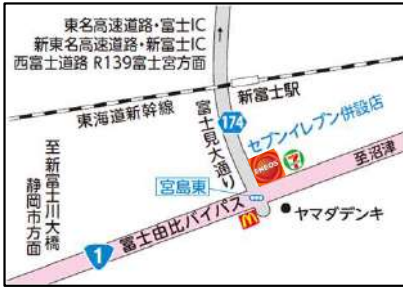 東名高速道路・富士IC
新東名高速道路・新富士IC
西富士道路 R139富士宮方面
新富士駅
東海道新幹線
富士見大通り
174
セブンイレブン併設店
ENEOS
7
至沼津
至新富士川大橋
静岡市方面
宮島東
富士由比バイパス
1
M
ヤマダデンキ